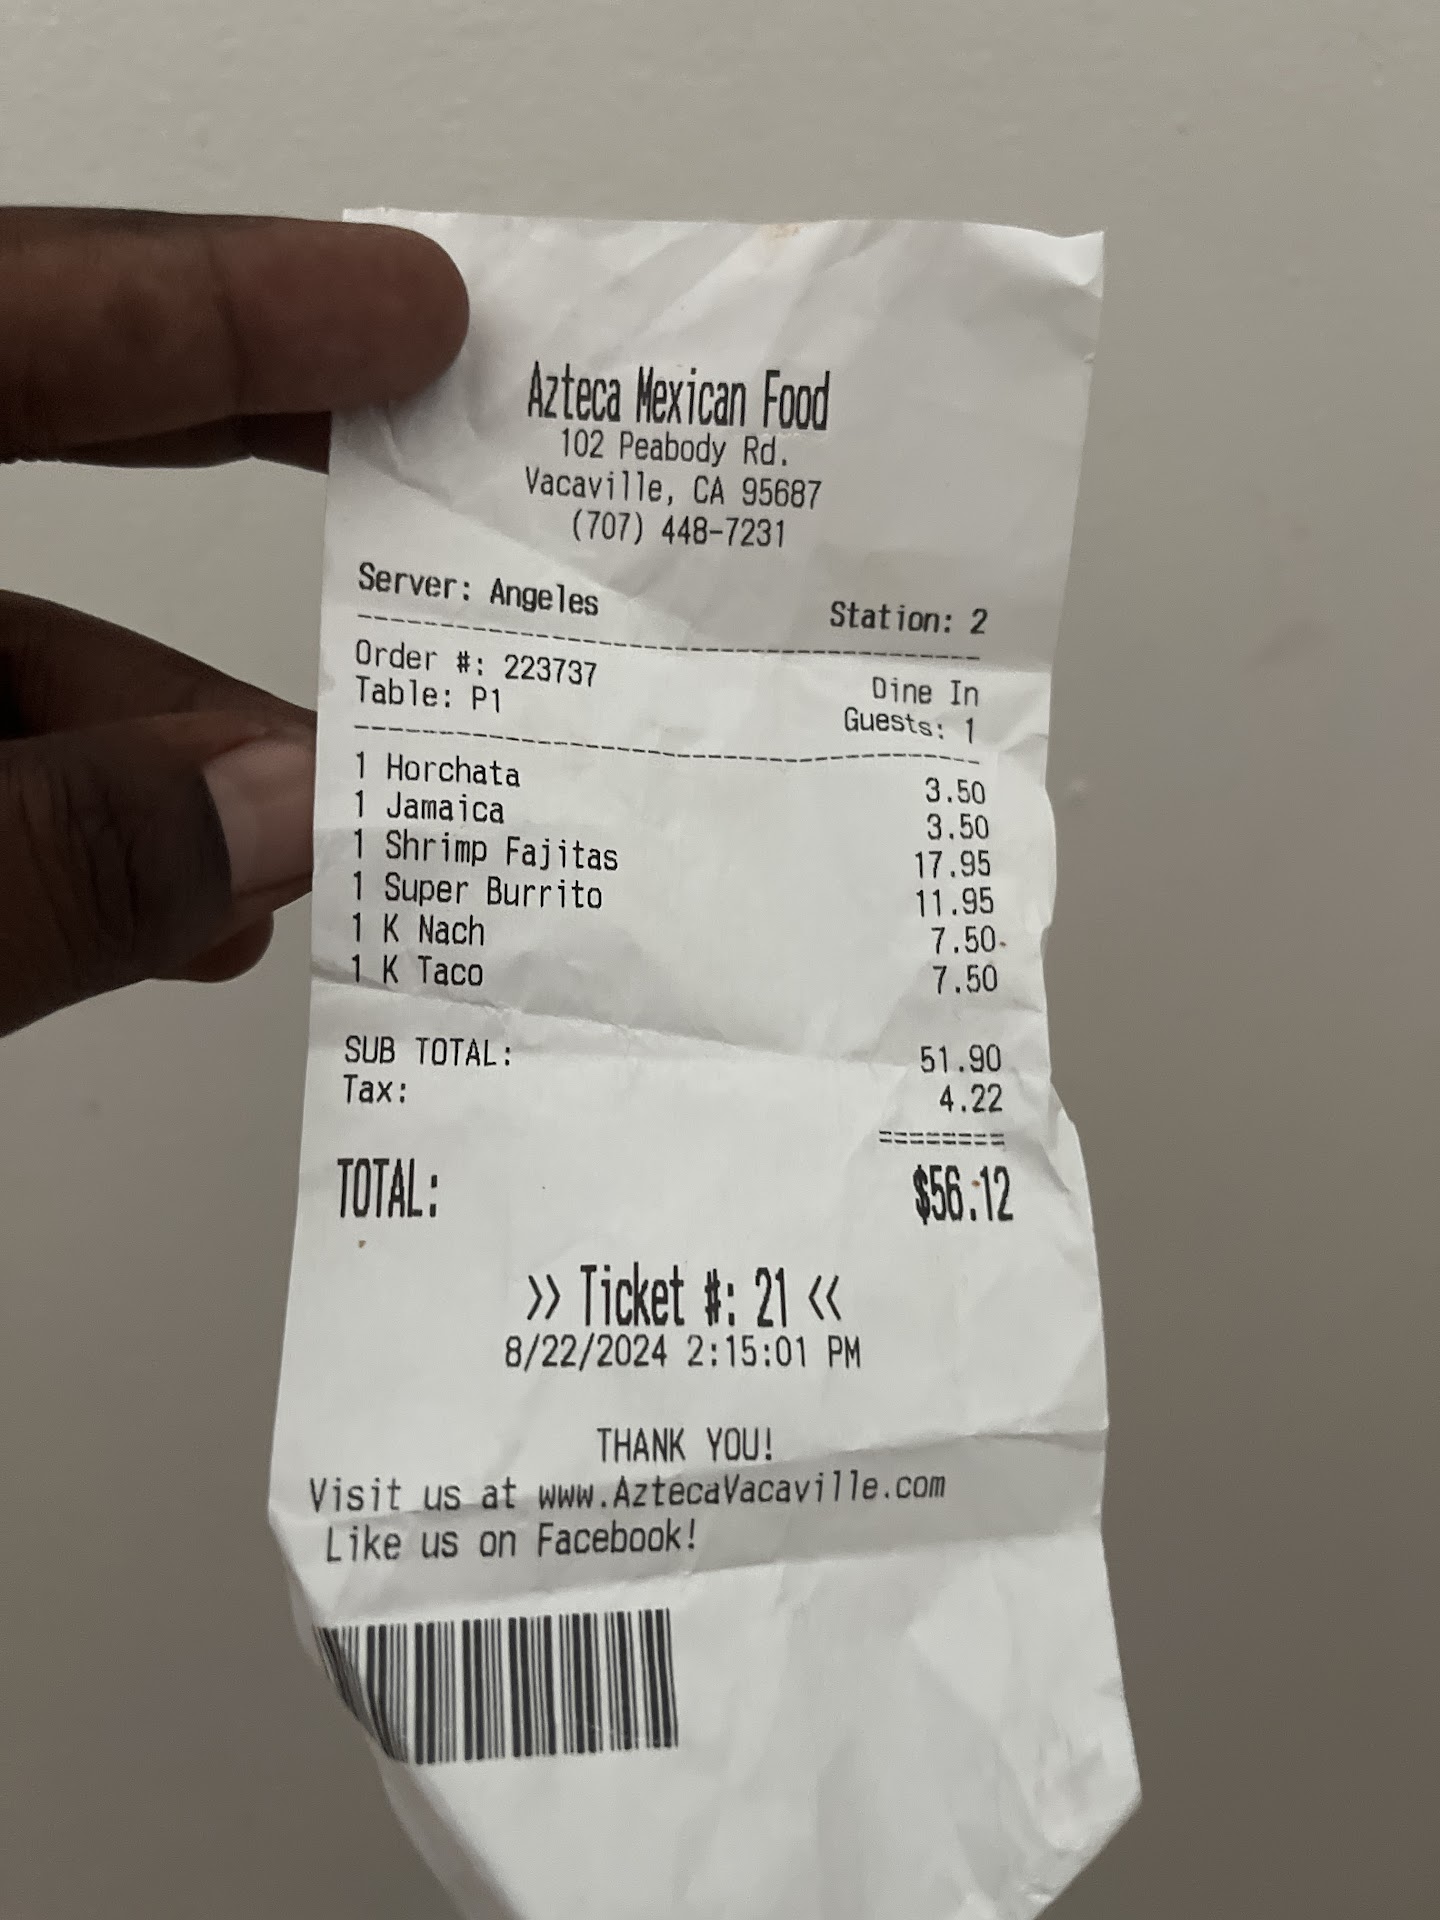 Azteca Mexican Food
102 Peabody Rd.
Vacaville, CA 95687
(707) 448-7231
Server: Angeles Station: 2
Order #: 223737 Dine In
Table: P1 Guests: 1
1 Horchata 3.50
1 Jamaica 3.50
1 Shrimp Fajitas 17.95
1 Super Burrito 11.95
1 K Nach 7.50
1 K Taco 7.50
SUB TOTAL: 51.90
Tax: 4.22
========
TOTAL: $56.12
>> Ticket #: 21 <<
8/22/2024 2:15:01 PM
THANK YOU!
Visit us at www.AztecaVacaville.com
Like us on Facebook!